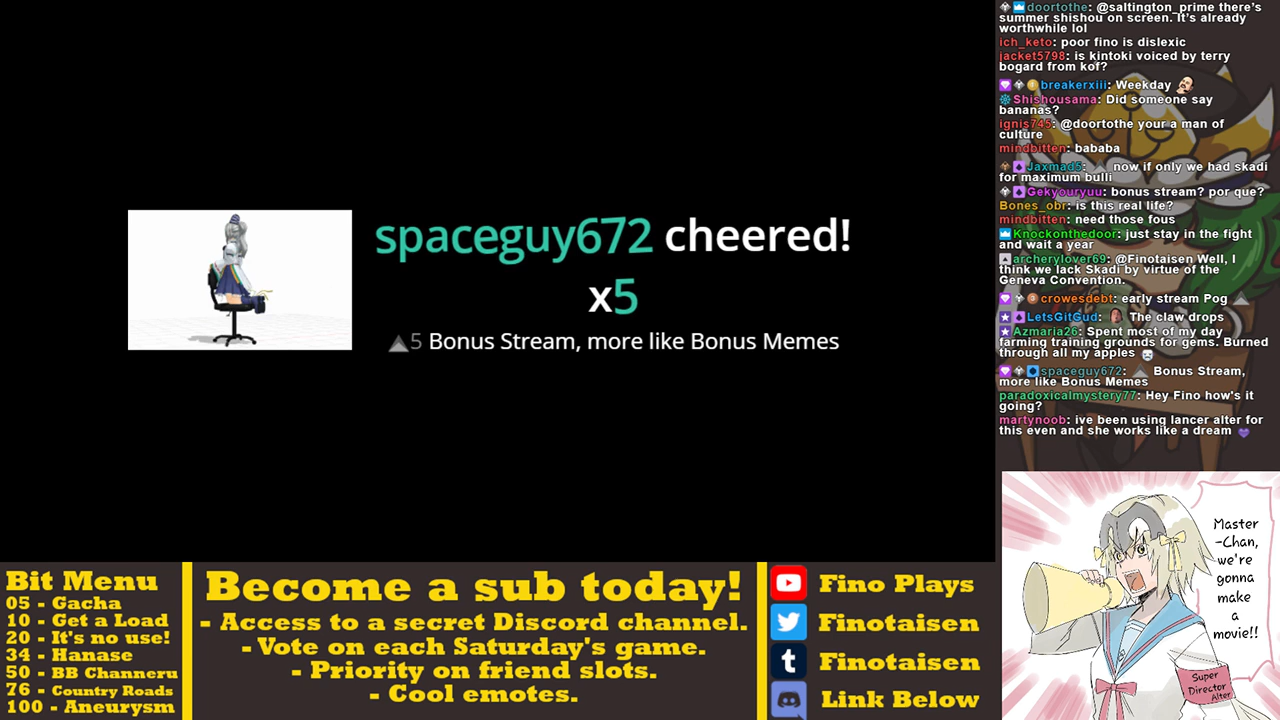 spaceguy672 cheered!
x5
5 Bonus Stream, more like Bonus Memes
doortothe: @saltington_prime there's
summer shishou on screen. It's already
worthwhile lol
ich_keto: poor fino is dislexic
jacket5798: is kintoki voiced by terry
bogard from kof?
breakerxiii: Weekday
Shishousama: Did someone say
bananas?
ignis745: @doortothe your a man of
culture
mindbitten: bababa
Jaxmad5: now if only we had skadi
for maximum bulli
Gekyouryuu: bonus stream? por que?
Bones_obr: is this real life?
mindbitten: need those fous
Knockonthedoor: just stay in the fight
and wait a year
archerylover69: @Finotaisen Well, I
think we lack Skadi by virtue of the
Geneva Convention.
crowesdebt: early stream Pog
LetsGitGud: The claw drops
Azmaria26: Spent most of my day
farming training grounds for gems. Burned
through all my apples
spaceguy672: Bonus Stream,
more like Bonus Memes
paradoxicalmystery77: Hey Fino how's it
going?
martynoob: ive been using lancer alter for
this even and she works like a dream
Master
-Chan,
we're
gonna
make
a
movie!!
Super
Director
Alter
Bit Menu
05 - Gacha
10 - Get a Load
20 - It's no use!
34 - Hanase
50 - BB Channeru
76 - Country Roads
100 - Aneurysm
Become a sub today!
- Access to a secret Discord channel.
- Vote on each Saturday's game.
- Priority on friend slots.
- Cool emotes.
Fino Plays
Finotaisen
Finotaisen
Link Below